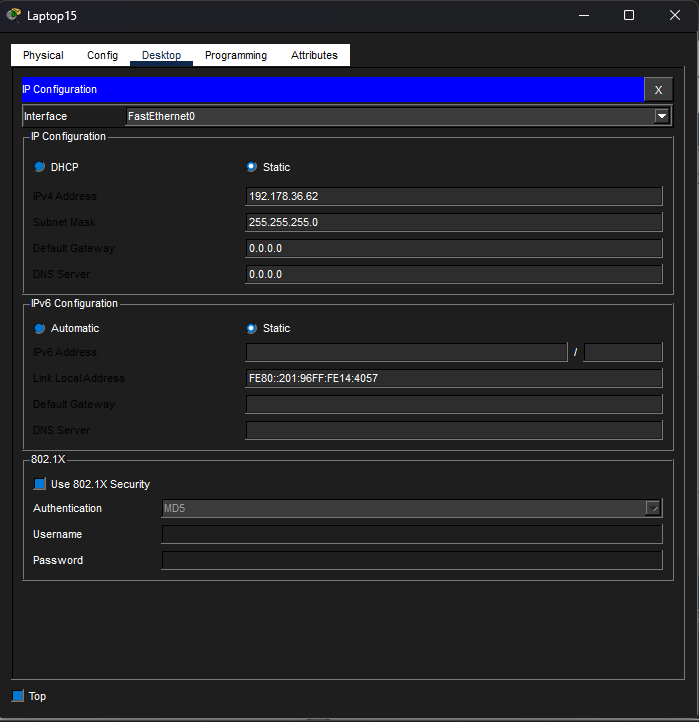 Laptop15
Physical Config Desktop Programming Attributes
IP Configuration X
Interface FastEthernet0
IP Configuration
DHCP Static
IPv4 Address 192.178.36.62
Subnet Mask 255.255.255.0
Default Gateway 0.0.0.0
DNS Server 0.0.0.0
IPv6 Configuration
Automatic Static
IPv6 Address /
Link Local Address FE80::201:96FF:FE14:4057
Default Gateway
DNS Server
802.1X
Use 802.1X Security
Authentication MD5
Username
Password
Top